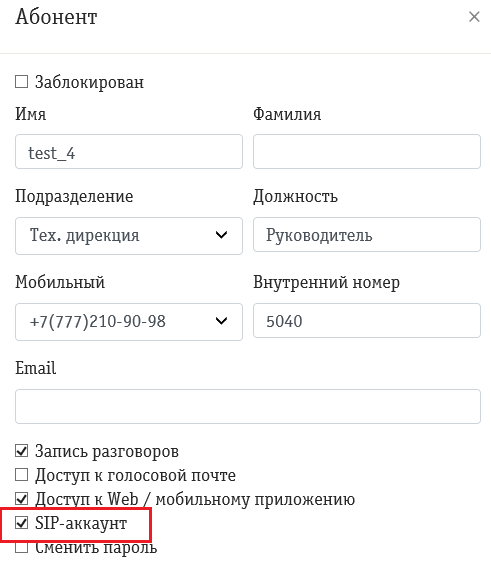 Абонент
Заблокирован
Имя Фамилия
test_4
Подразделение Должность
Тех. дирекция Руководитель
Мобильный Внутренний номер
+7(777)210-90-98 5040
Email
Запись разговоров
Доступ к голосовой почте
Доступ к Web / мобильному приложению
SIP-аккаунт
Сменить пароль